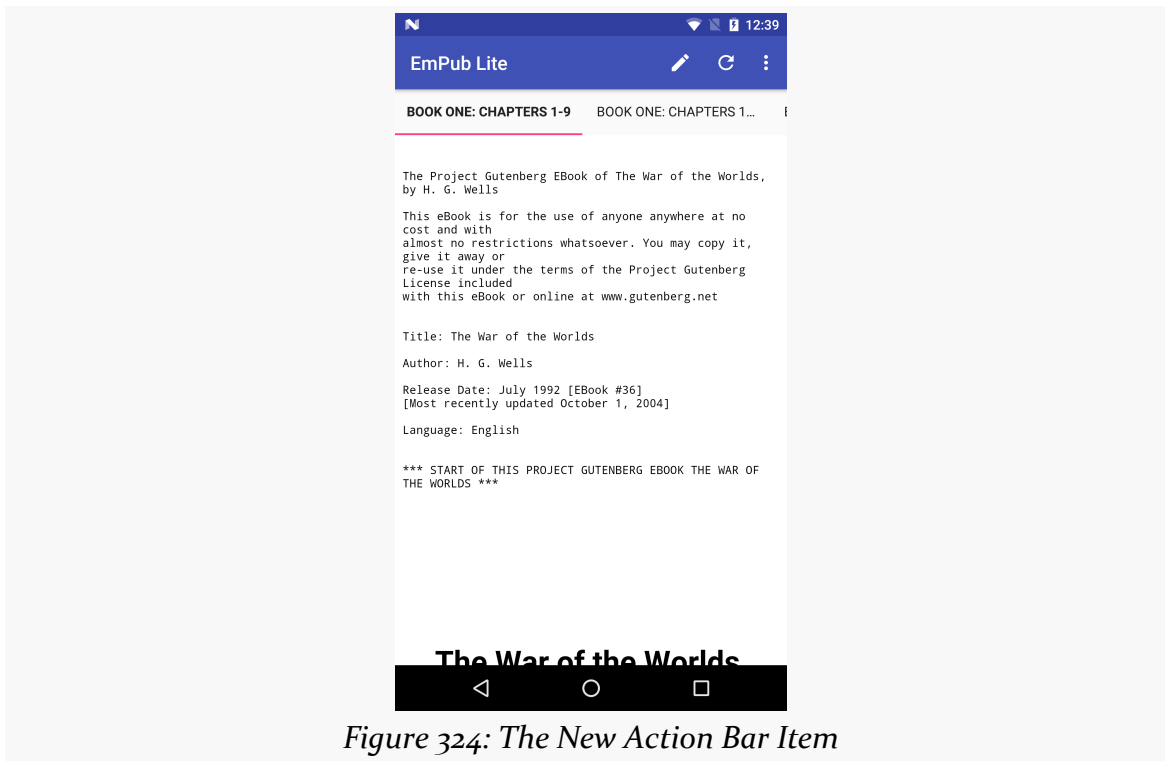 12:39
EmPub Lite
BOOK ONE: CHAPTERS 1-9 BOOK ONE: CHAPTERS 1...
The Project Gutenberg EBook of The War of the Worlds,
by H. G. Wells
This eBook is for the use of anyone anywhere at no
cost and with
almost no restrictions whatsoever. You may copy it,
give it away or
re-use it under the terms of the Project Gutenberg
License included
with this eBook or online at www.gutenberg.net
Title: The War of the Worlds
Author: H. G. Wells
Release Date: July 1992 [EBook #36]
[Most recently updated October 1, 2004]
Language: English
*** START OF THIS PROJECT GUTENBERG EBOOK THE WAR OF
THE WORLDS ***
The War of the Worlds
Figure 324: The New Action Bar Item